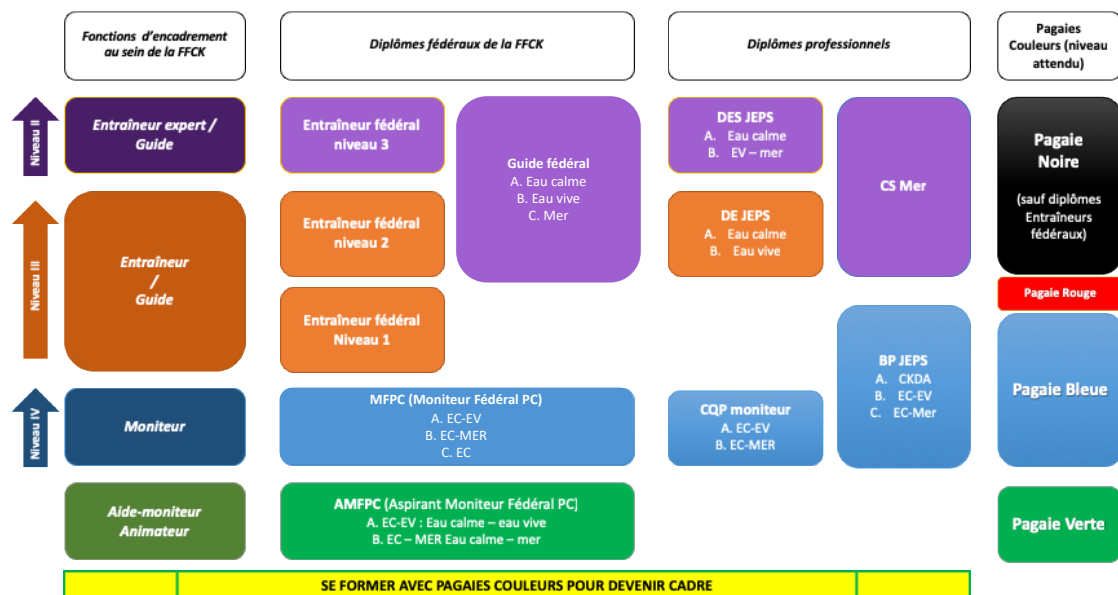 Fonctions d'encadrement
au sein de la FFCK
Diplômes fédéraux de la FFCK
Diplômes professionnels
Pagaies
Couleurs (niveau
attendu)
Niveau II
Entraîneur expert /
Guide
Entraîneur fédéral
niveau 3
Guide fédéral
A. Eau calme
B. Eau vive
C. Mer
DES JEPS
A. Eau calme
B. EV – mer
CS Mer
Pagaie
Noire
(sauf diplômes
Entraîneurs
fédéraux)
Niveau III
Entraîneur
/
Guide
Entraîneur fédéral
niveau 2
DE JEPS
A. Eau calme
B. Eau vive
Pagaie Rouge
Entraîneur fédéral
Niveau 1
BP JEPS
A. CKDA
B. EC-EV
C. EC-Mer
Pagaie Bleue
Niveau IV
Moniteur
MFPC (Moniteur Fédéral PC)
A. EC-EV
B. EC-MER
C. EC
CQP moniteur
A. EC-EV
B. EC-MER
Aide-moniteur
Animateur
AMFPC (Aspirant Moniteur Fédéral PC)
A. EC-EV : Eau calme – eau vive
B. EC – MER Eau calme – mer
Pagaie Verte
SE FORMER AVEC PAGAIES COULEURS POUR DEVENIR CADRE